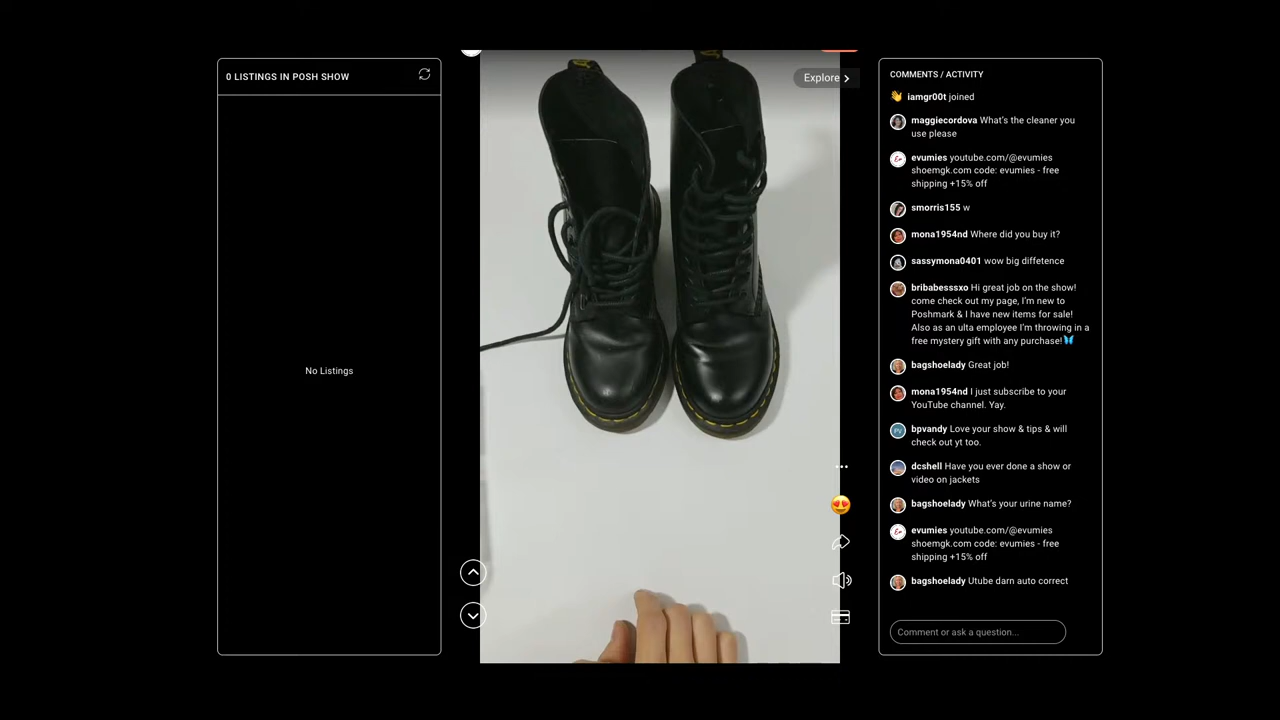 0 LISTINGS IN POSH SHOW
No Listings
Explore
COMMENTS / ACTIVITY
👋 iamgr00t joined
maggiecordova What's the cleaner you
use please
evumies youtube.com/@evumies
shoemgk.com code: evumies - free
shipping +15% off
smorris155 w
mona1954nd Where did you buy it?
sassymona0401 wow big diffetence
bribabesssxo Hi great job on the show!
come check out my page, I'm new to
Poshmark & I have new items for sale!
Also as an ulta employee I'm throwing in a
free mystery gift with any purchase!🦋
bagshoelady Great job!
mona1954nd I just subscribe to your
YouTube channel. Yay.
PV
bpvandy Love your show & tips & will
check out yt too.
dcshell Have you ever done a show or
video on jackets
bagshoelady What's your urine name?
evumies youtube.com/@evumies
shoemgk.com code: evumies - free
shipping +15% off
bagshoelady Utube darn auto correct
Comment or ask a question...